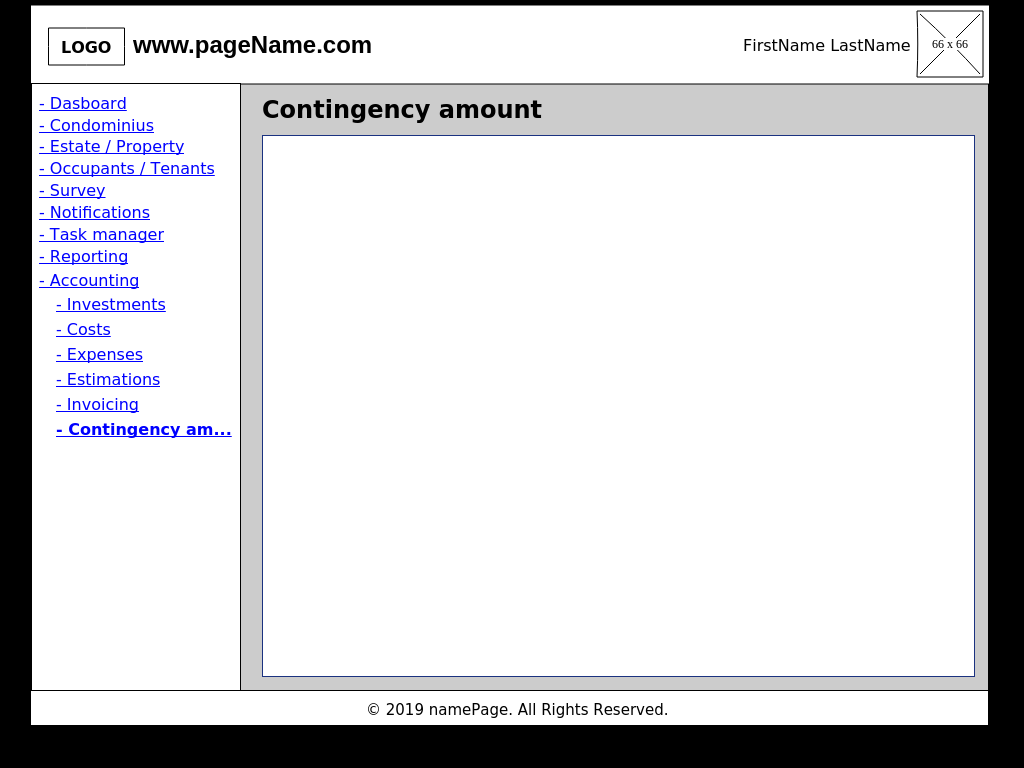 LOGO www.pageName.com FirstName LastName 66 x 66
- Dasboard
- Condominius
- Estate / Property
- Occupants / Tenants
- Survey
- Notifications
- Task manager
- Reporting
- Accounting
- Investments
- Costs
- Expenses
- Estimations
- Invoicing
- Contingency am...
Contingency amount
© 2019 namePage. All Rights Reserved.